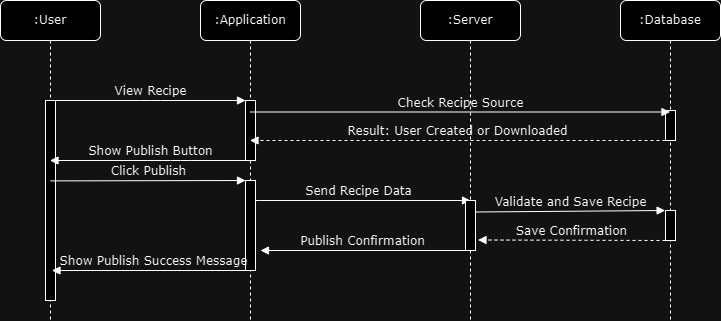 :User
:Application
:Server
:Database
View Recipe
Check Recipe Source
Result: User Created or Downloaded
Show Publish Button
Click Publish
Send Recipe Data
Validate and Save Recipe
Save Confirmation
Publish Confirmation
Show Publish Success Message